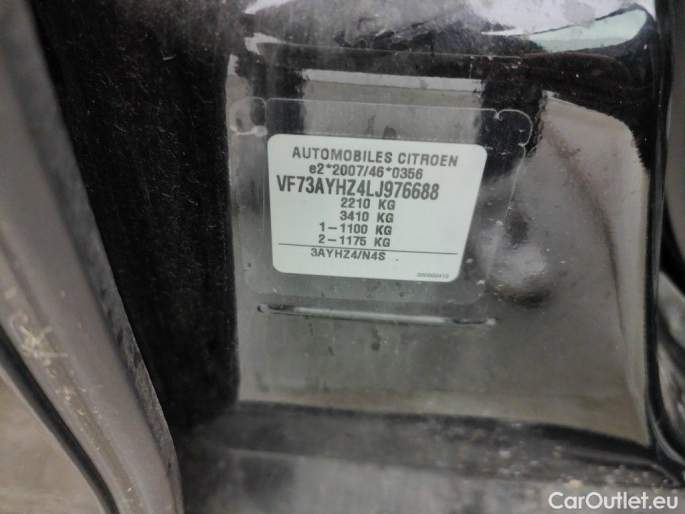 AUTOMOBILES CITROEN
e2*2007/46*0356
VF73AYHZ4LJ976688
2210 KG
3410 KG
1-1100 KG
2-1175 KG
3AYHZ4/N4S
CarOutlet.eu